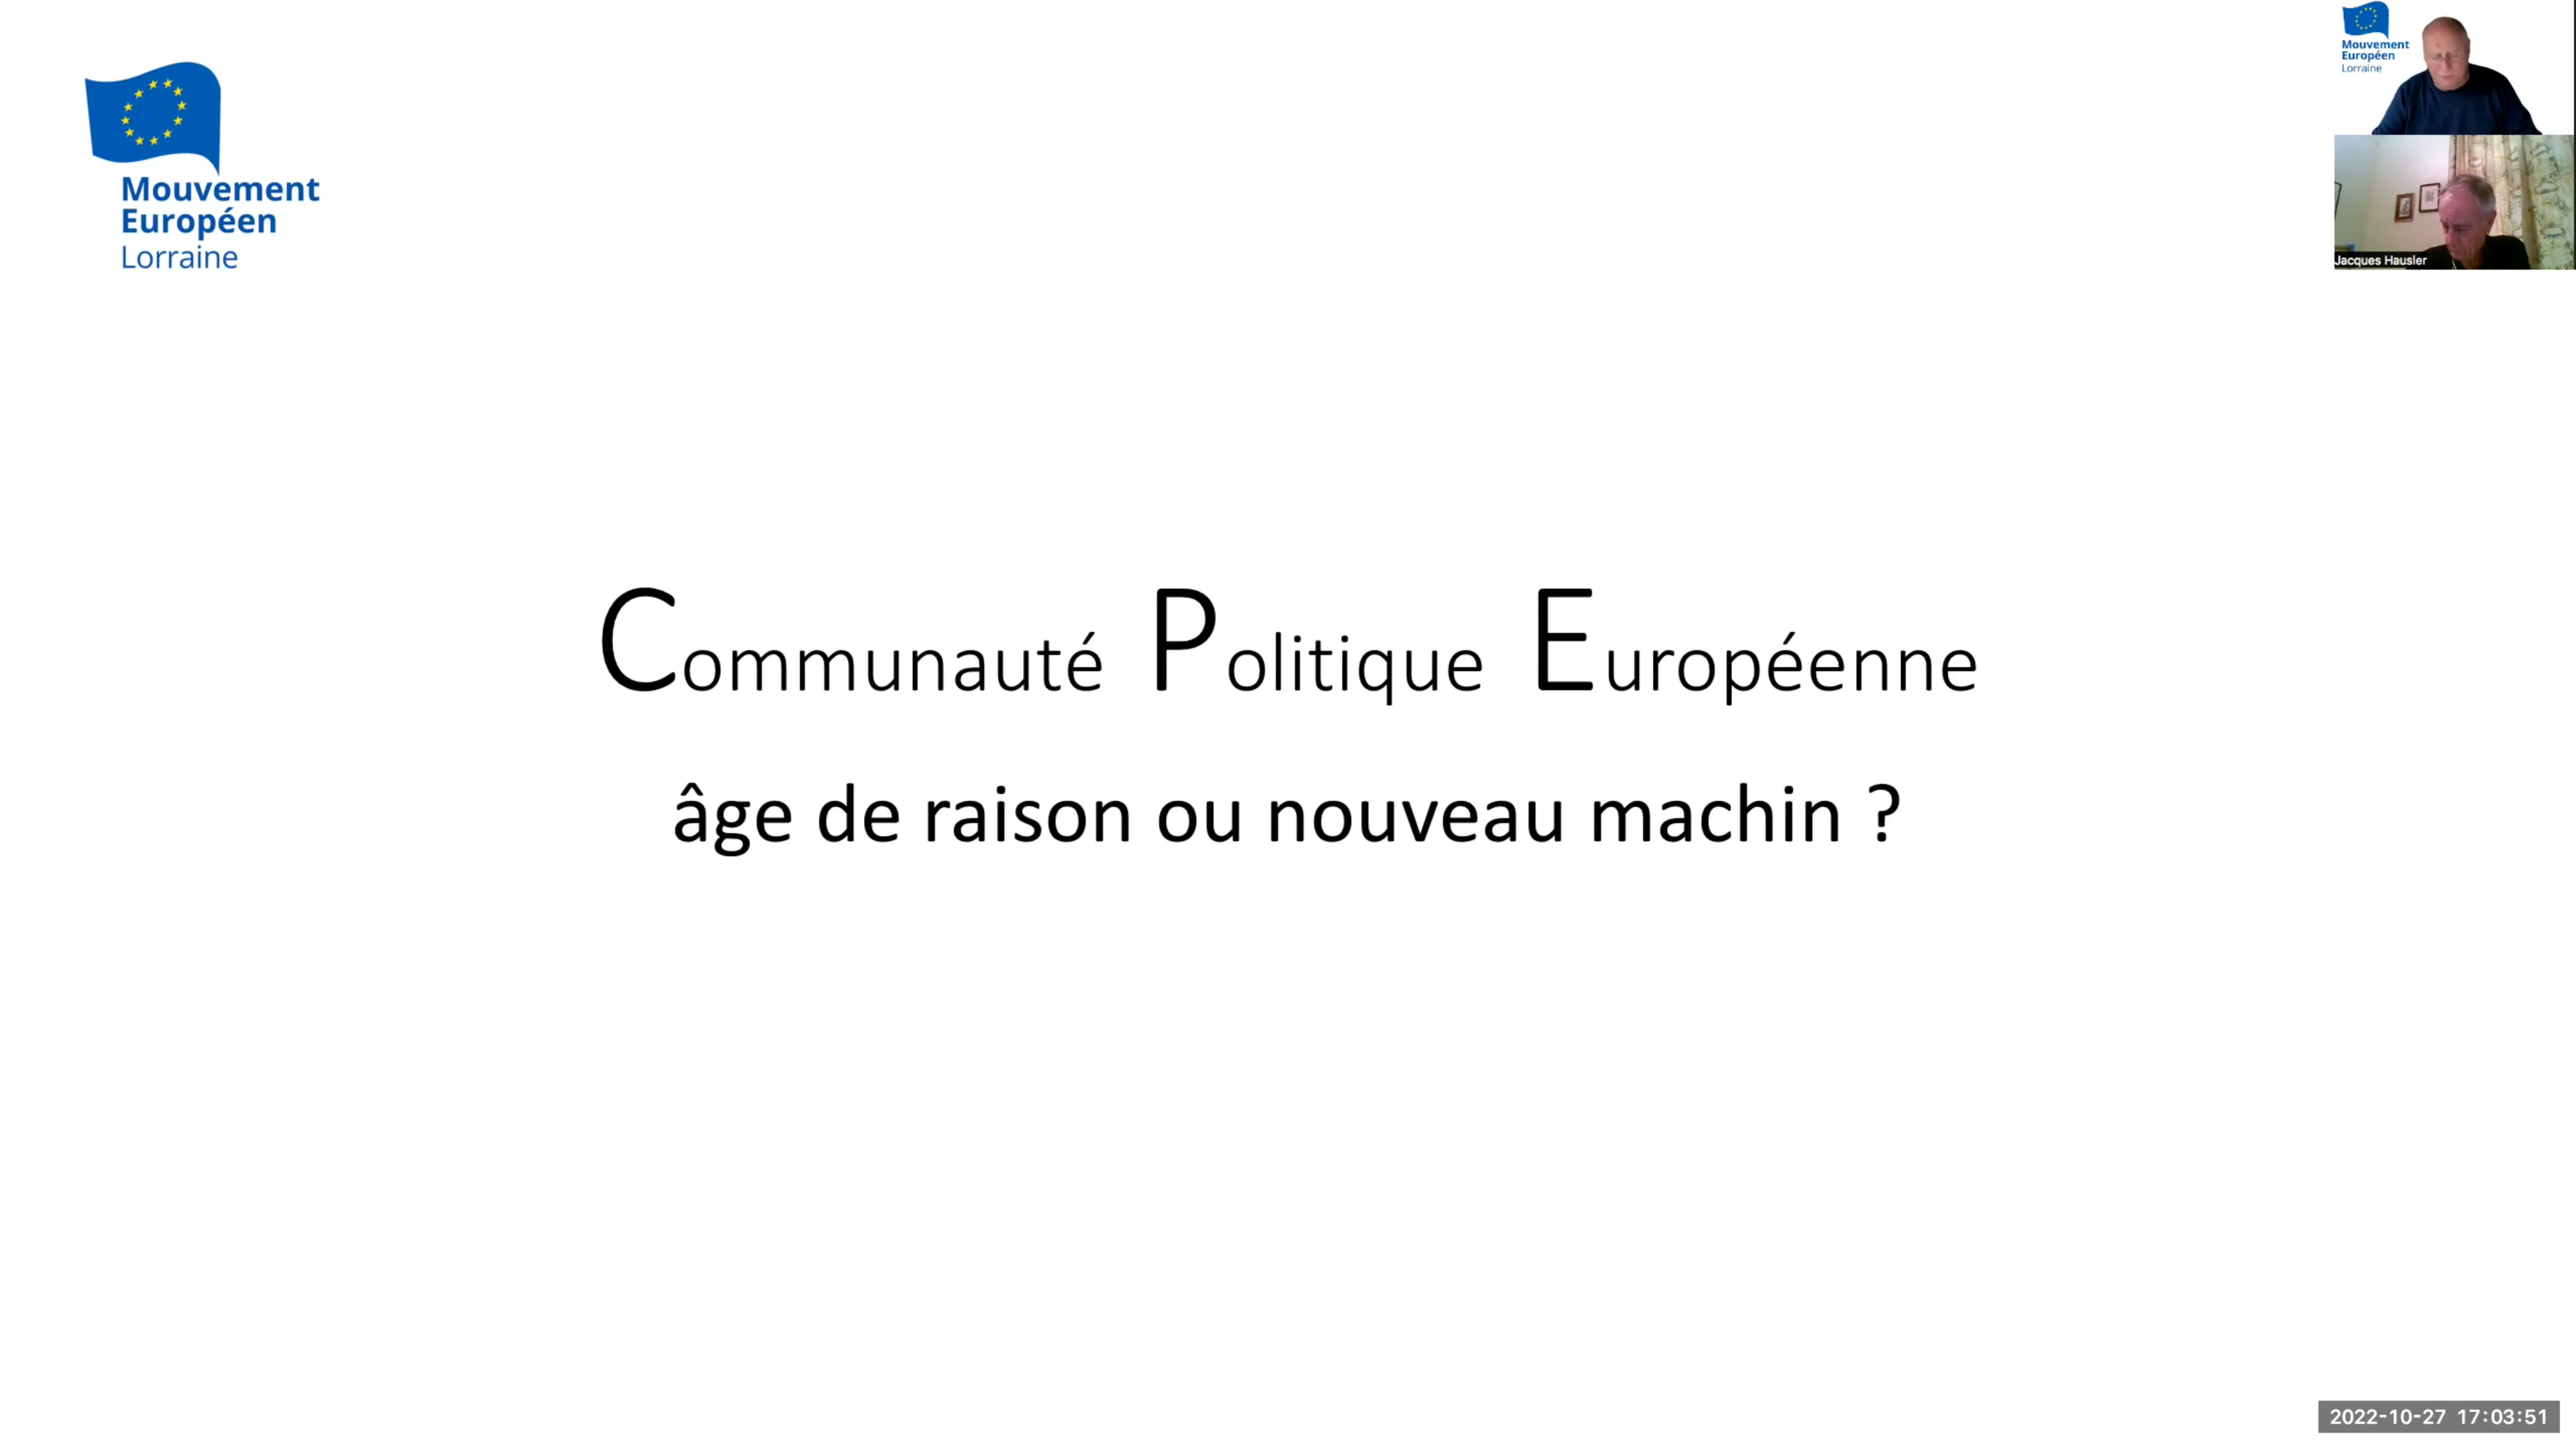 Mouvement
Européen
Lorraine
Mouvement
Européen
Lorraine
Jacques Hausler
Communauté Politique Européenne
âge de raison ou nouveau machin ?
2022-10-27 17:03:51